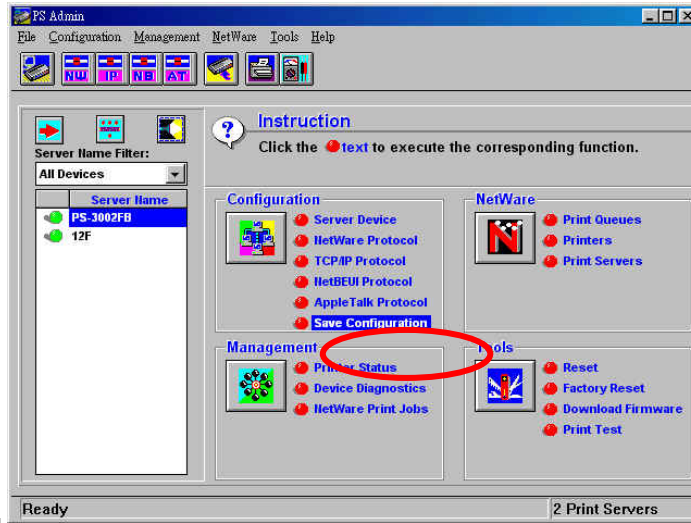 PS Admin
File Configuration Management NetWare Tools Help
NW IP NB AT
Server Name Filter:
All Devices
Server Name
PS-3002FB
12F
Instruction
Click the text to execute the corresponding function.
Configuration
Server Device
NetWare Protocol
TCP/IP Protocol
NetBEUI Protocol
AppleTalk Protocol
Save Configuration
NetWare
N
Print Queues
Printers
Print Servers
Management
Printer Status
Device Diagnostics
NetWare Print Jobs
Tools
Reset
Factory Reset
Download Firmware
Print Test
Ready
2 Print Servers